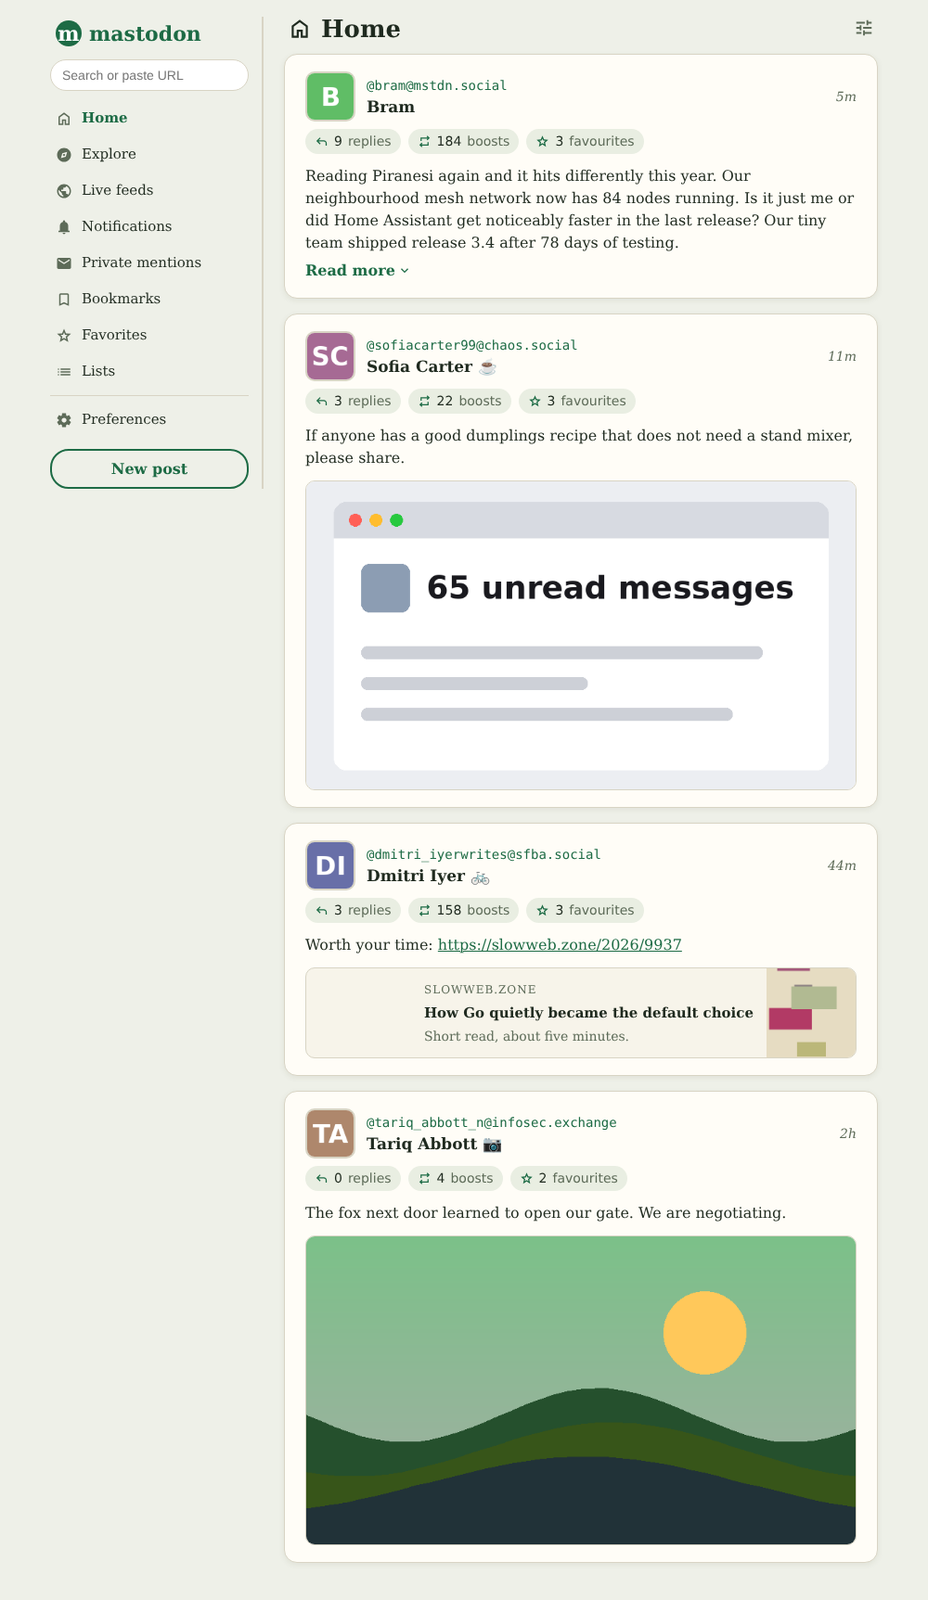 mastodon
Search or paste URL
Home
Explore
Live feeds
Notifications
Private mentions
Bookmarks
Favorites
Lists
Preferences
New post
Home
B
@bram@mstdn.social
Bram
5m
9 replies
184 boosts
3 favourites
Reading Piranesi again and it hits differently this year. Our
neighbourhood mesh network now has 84 nodes running. Is it just me or
did Home Assistant get noticeably faster in the last release? Our tiny
team shipped release 3.4 after 78 days of testing.
Read more
SC
@sofiacarter99@chaos.social
Sofia Carter ☕
11m
3 replies
22 boosts
3 favourites
If anyone has a good dumplings recipe that does not need a stand mixer,
please share.
65 unread messages
DI
@dmitri_iyerwrites@sfba.social
Dmitri Iyer 🚲
44m
3 replies
158 boosts
3 favourites
Worth your time: https://slowweb.zone/2026/9937
SLOWWEB.ZONE
How Go quietly became the default choice
Short read, about five minutes.
TA
@tariq_abbott_n@infosec.exchange
Tariq Abbott 📷
2h
0 replies
4 boosts
2 favourites
The fox next door learned to open our gate. We are negotiating.